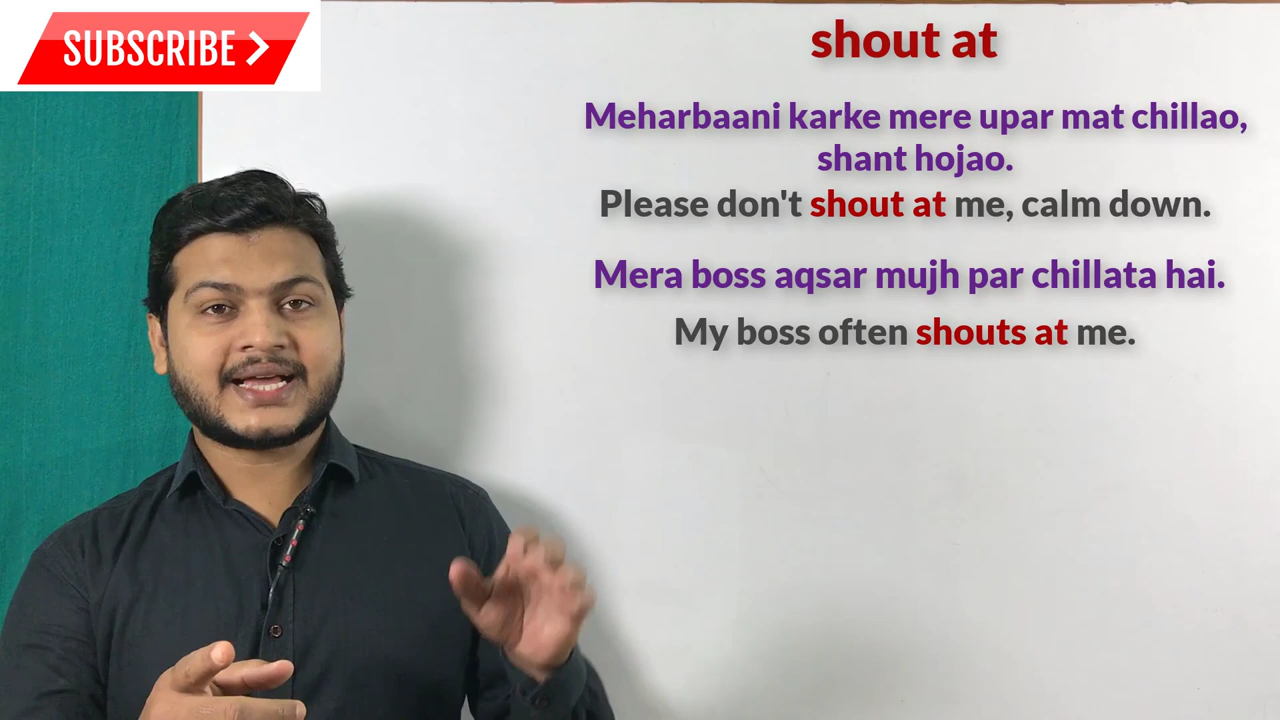 SUBSCRIBE
shout at
Meharbaani karke mere upar mat chillao,
shant hojao.
Please don't shout at me, calm down.
Mera boss aqsar mujh par chillata hai.
My boss often shouts at me.